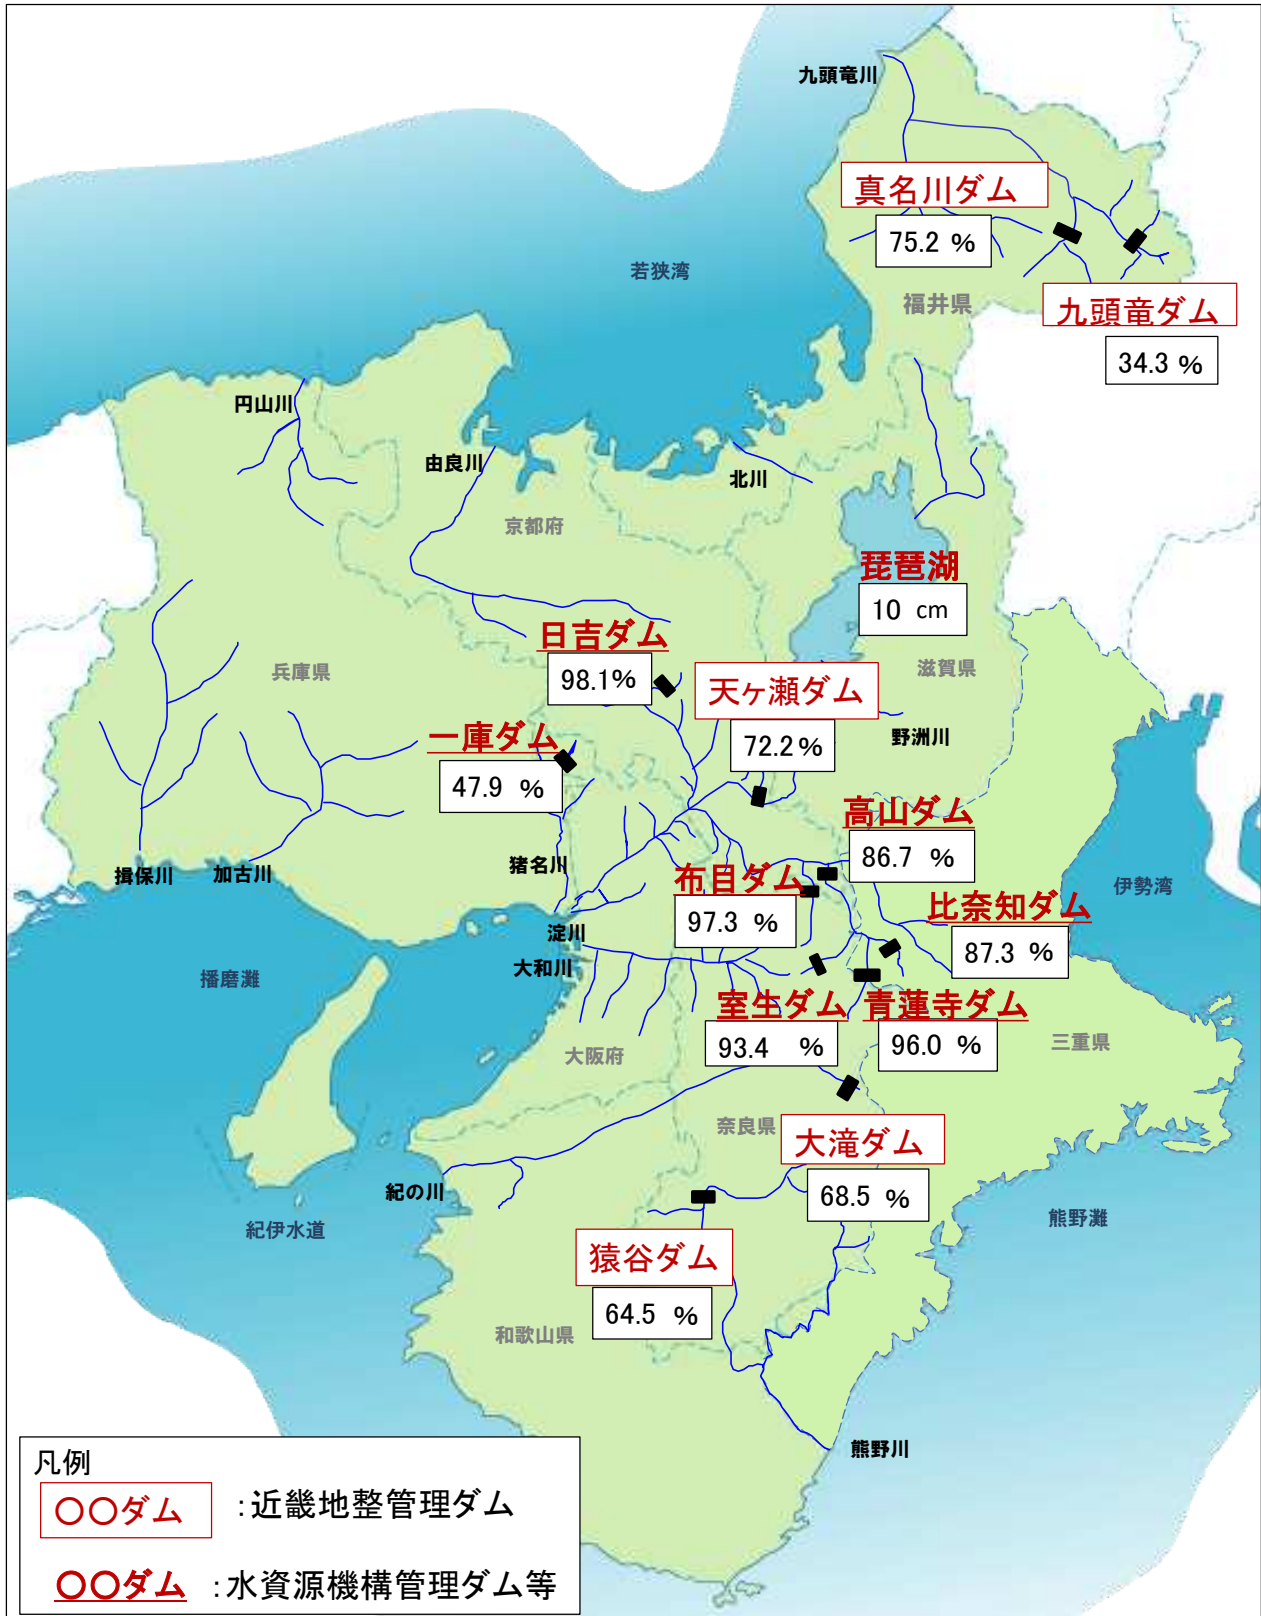 九頭竜川
真名川ダム
75.2 %
若狭湾
福井県
九頭竜ダム
34.3 %
円山川
由良川
北川
京都府
琵琶湖
10 cm
日吉ダム
98.1%
兵庫県
滋賀県
天ヶ瀬ダム
72.2 %
野洲川
一庫ダム
47.9 %
高山ダム
86.7 %
猪名川
揖保川
加古川
布目ダム
97.3 %
伊勢湾
比奈知ダム
87.3 %
淀川
大和川
播磨灘
室生ダム
93.4 %
青蓮寺ダム
96.0 %
三重県
大阪府
奈良県
大滝ダム
68.5 %
紀の川
紀伊水道
熊野灘
猿谷ダム
64.5 %
和歌山県
熊野川
凡例
〇〇ダム :近畿地整管理ダム
〇〇ダム :水資源機構管理ダム等